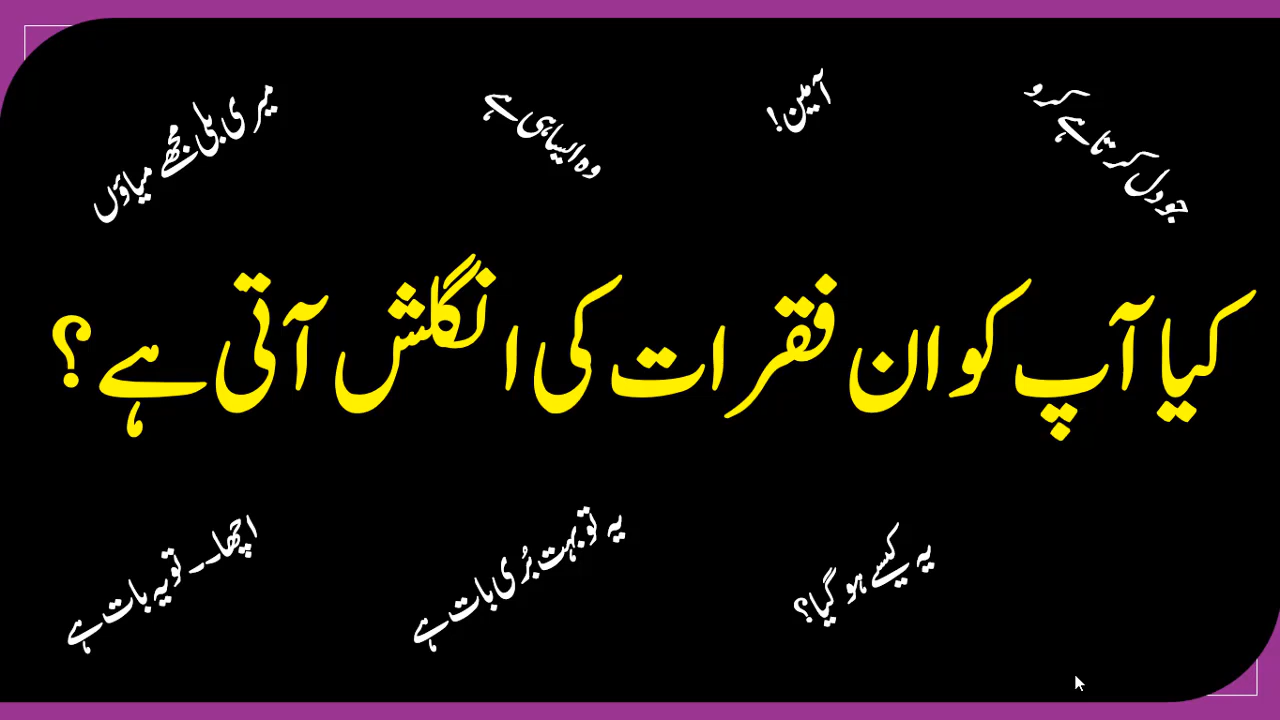 جو دل کرتا ہے کرو
آمین!
وہ ایسا ہی ہے
میری بلی مجھے میاؤں
کیا آپ کو ان فقرات کی انگلش آتی ہے؟
یہ کیسے ہو گیا؟
یہ تو بہت بُری بات ہے
اچھا۔۔ تو یہ بات ہے